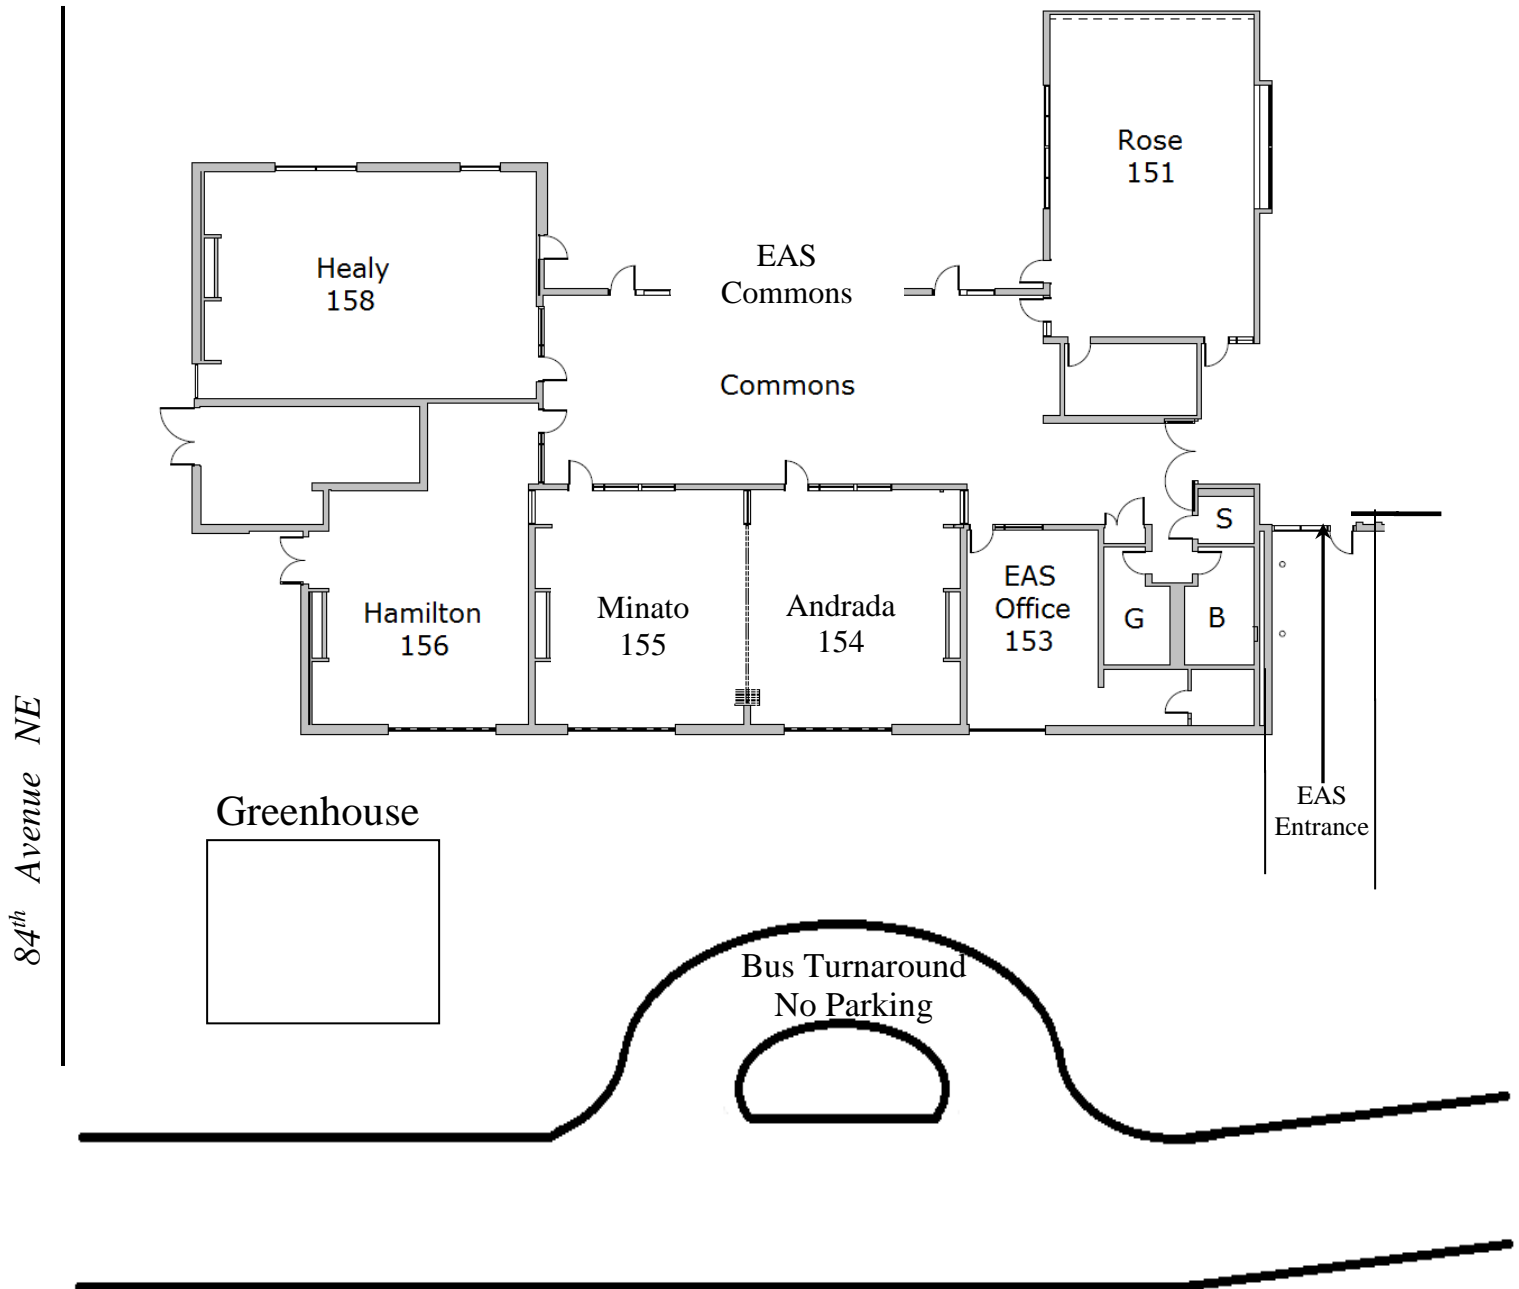 Rose
151
EAS
Commons
Healy
158
Commons
S
EAS
Office
153
G
B
Hamilton
156
Minato
155
Andrada
154
84th Avenue NE
Greenhouse
EAS
Entrance
Bus Turnaround
No Parking